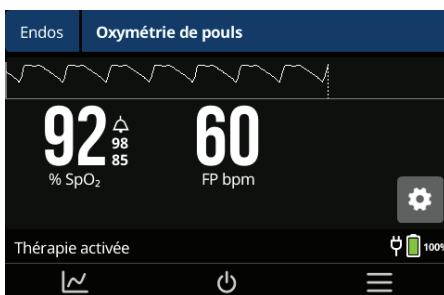 Endos
Oxymétrie de pouls
92
98
85
% SpO₂
60
FP bpm
Thérapie activée
100%